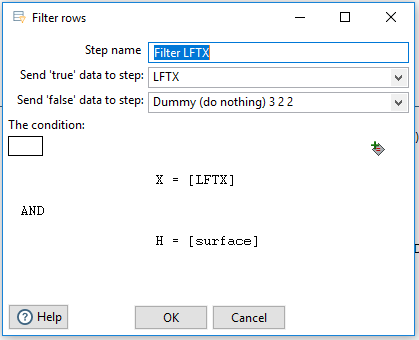 Filter rows
Step name Filter LFTX
Send 'true' data to step: LFTX
Send 'false' data to step: Dummy (do nothing) 3 2 2
The condition:
X = [LFTX]
AND
H = [surface]
Help OK Cancel